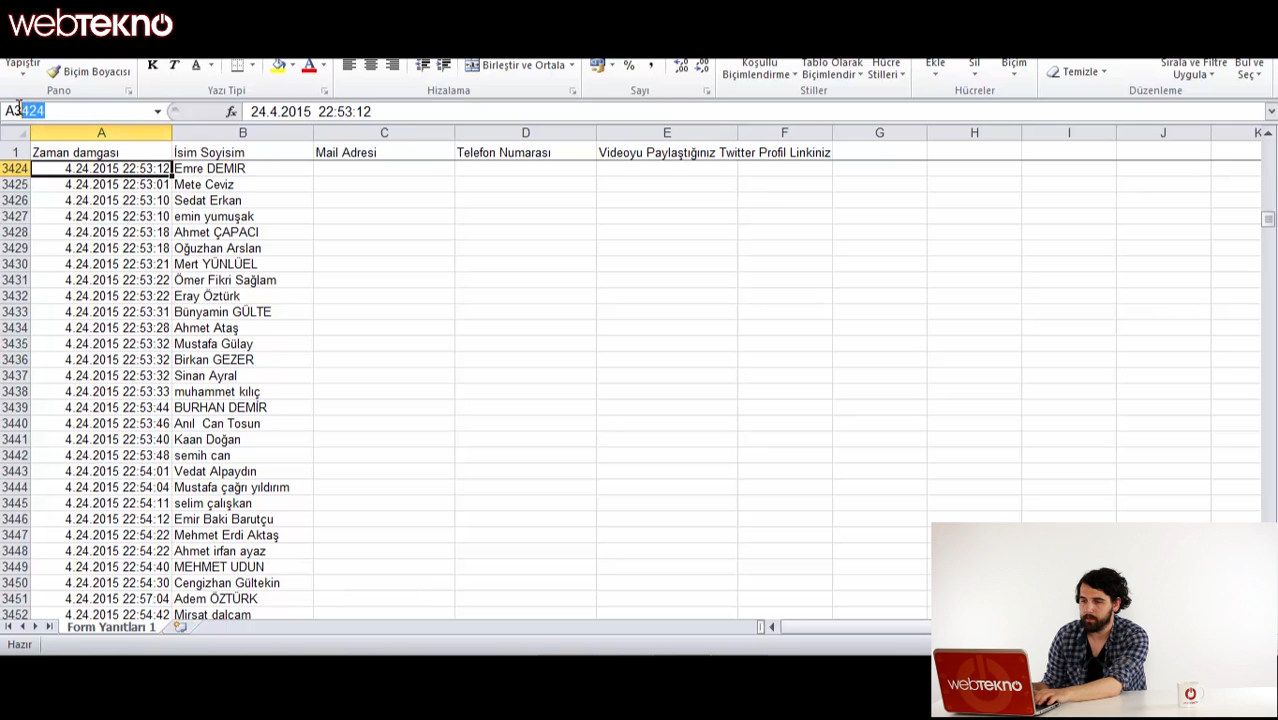 webtekno
Yapıştır
Biçim Boyacısı
K T A A
Birleştir ve Ortala
%
Koşullu Biçimlendirme
Tablo Olarak Biçimlendir
Hücre Stilleri
Ekle
Sil
Biçim
Temizle
Sırala ve Filtre Uygula
Bul ve Seç
Pano
Yazı Tipi
Hizalama
Sayı
Stiller
Hücreler
Düzenleme
A3424 fx 24.4.2015 22:53:12
A B C D E F G H I J K
1 Zaman damgası İsim Soyisim Mail Adresi Telefon Numarası Videoyu Paylaştığınız Twitter Profil Linkiniz
3424 4.24.2015 22:53:12 Emre DEMİR
3425 4.24.2015 22:53:01 Mete Ceviz
3426 4.24.2015 22:53:10 Sedat Erkan
3427 4.24.2015 22:53:10 emin yumuşak
3428 4.24.2015 22:53:18 Ahmet ÇAPACI
3429 4.24.2015 22:53:18 Oğuzhan Arslan
3430 4.24.2015 22:53:21 Mert YÜNLÜEL
3431 4.24.2015 22:53:22 Ömer Fikri Sağlam
3432 4.24.2015 22:53:22 Eray Öztürk
3433 4.24.2015 22:53:31 Bünyamin GÜLTE
3434 4.24.2015 22:53:28 Ahmet Ataş
3435 4.24.2015 22:53:32 Mustafa Gülay
3436 4.24.2015 22:53:32 Birkan GEZER
3437 4.24.2015 22:53:32 Sinan Ayral
3438 4.24.2015 22:53:33 muhammet kılıç
3439 4.24.2015 22:53:44 BURHAN DEMİR
3440 4.24.2015 22:53:46 Anıl Can Tosun
3441 4.24.2015 22:53:40 Kaan Doğan
3442 4.24.2015 22:53:48 semih can
3443 4.24.2015 22:54:01 Vedat Alpaydın
3444 4.24.2015 22:54:04 Mustafa çağrı yıldırım
3445 4.24.2015 22:54:11 selim çalışkan
3446 4.24.2015 22:54:12 Emir Baki Barutçu
3447 4.24.2015 22:54:22 Mehmet Erdi Aktaş
3448 4.24.2015 22:54:22 Ahmet irfan ayaz
3449 4.24.2015 22:54:40 MEHMET UDUN
3450 4.24.2015 22:54:30 Cengizhan Gültekin
3451 4.24.2015 22:57:04 Adem ÖZTÜRK
3452 4.24.2015 22:54:42 Mirsat dalcam
Form Yanıtları 1
Hazır
webtekno